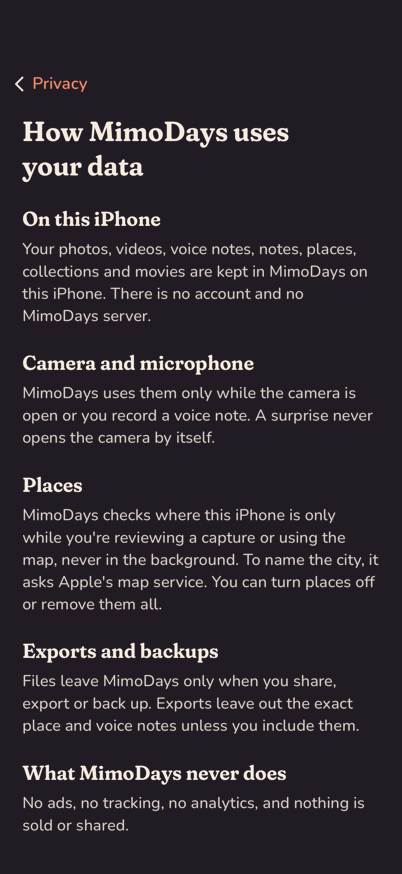 Privacy
How MimoDays uses
your data
On this iPhone
Your photos, videos, voice notes, notes, places,
collections and movies are kept in MimoDays on
this iPhone. There is no account and no
MimoDays server.
Camera and microphone
MimoDays uses them only while the camera is
open or you record a voice note. A surprise never
opens the camera by itself.
Places
MimoDays checks where this iPhone is only
while you're reviewing a capture or using the
map, never in the background. To name the city, it
asks Apple's map service. You can turn places off
or remove them all.
Exports and backups
Files leave MimoDays only when you share,
export or back up. Exports leave out the exact
place and voice notes unless you include them.
What MimoDays never does
No ads, no tracking, no analytics, and nothing is
sold or shared.